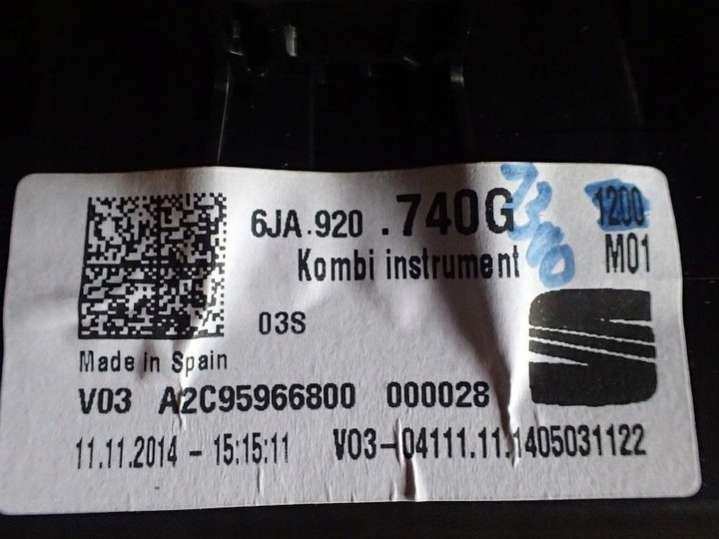 6JA.920 .740G 1200
Kombi instrument M01
03S
Made in Spain
V03 A2C95966800 000028
11.11.2014 - 15:15:11 V03-04111.11.1405031122